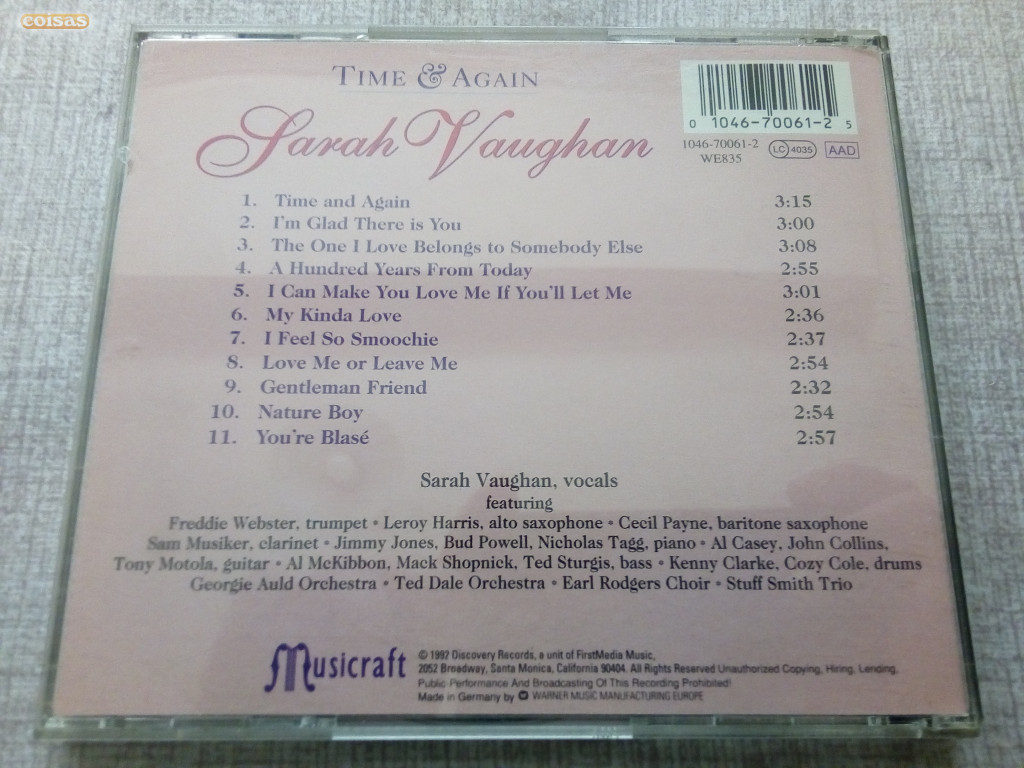 coisas
TIME & AGAIN
Sarah Vaughan
0 1046-70061-2 5
1046-70061-2 LC 4035 AAD
WE835
1. Time and Again 3:15
2. I'm Glad There is You 3:00
3. The One I Love Belongs to Somebody Else 3:08
4. A Hundred Years From Today 2:55
5. I Can Make You Love Me If You'll Let Me 3:01
6. My Kinda Love 2:36
7. I Feel So Smoochie 2:37
8. Love Me or Leave Me 2:54
9. Gentleman Friend 2:32
10. Nature Boy 2:54
11. You're Blasé 2:57
Sarah Vaughan, vocals
featuring
Freddie Webster, trumpet • Leroy Harris, alto saxophone • Cecil Payne, baritone saxophone
Sam Musiker, clarinet • Jimmy Jones, Bud Powell, Nicholas Tagg, piano • Al Casey, John Collins,
Tony Motola, guitar • Al McKibbon, Mack Shopnick, Ted Sturgis, bass • Kenny Clarke, Cozy Cole, drums
Georgie Auld Orchestra • Ted Dale Orchestra • Earl Rodgers Choir • Stuff Smith Trio
Musicraft
© 1992 Discovery Records, a unit of FirstMedia Music,
2052 Broadway, Santa Monica, California 90404. All Rights Reserved Unauthorized Copying, Hiring, Lending,
Public Performance And Broadcasting Of This Recording Prohibited!
Made in Germany by WARNER MUSIC MANUFACTURING EUROPE